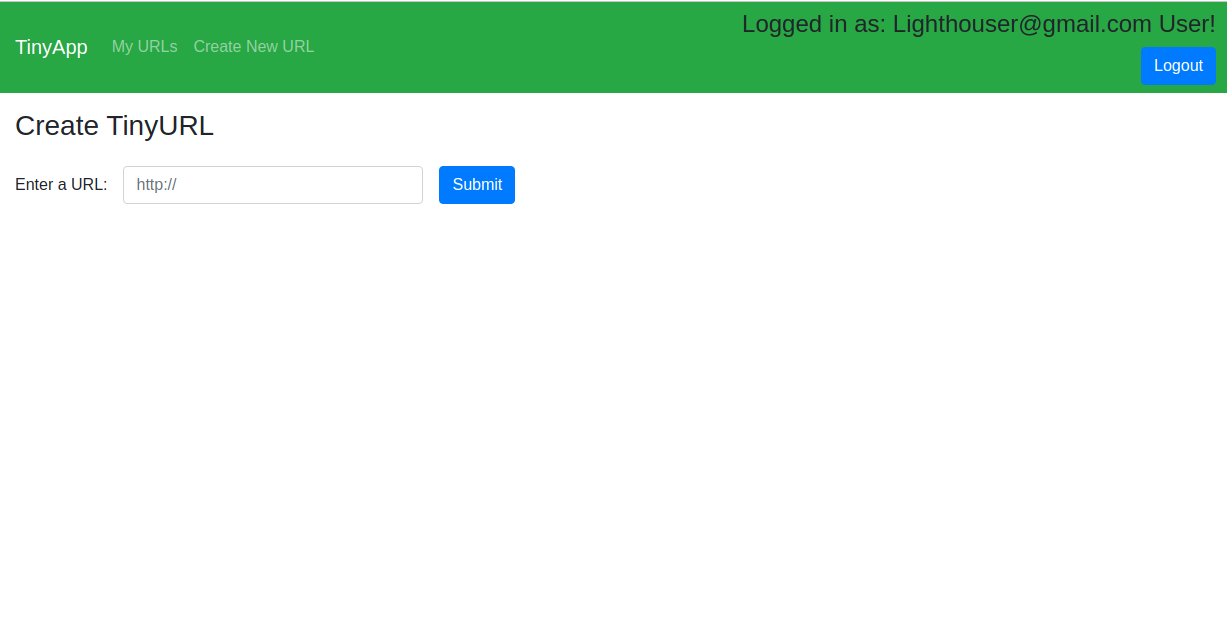 Logged in as: Lighthouser@gmail.com User!
TinyApp My URLs Create New URL
Logout
Create TinyURL
Enter a URL: http:// Submit